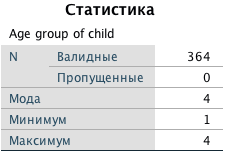 Статистика
Age group of child
N Валидные 364
Пропущенные 0
Мода 4
Минимум 1
Максимум 4